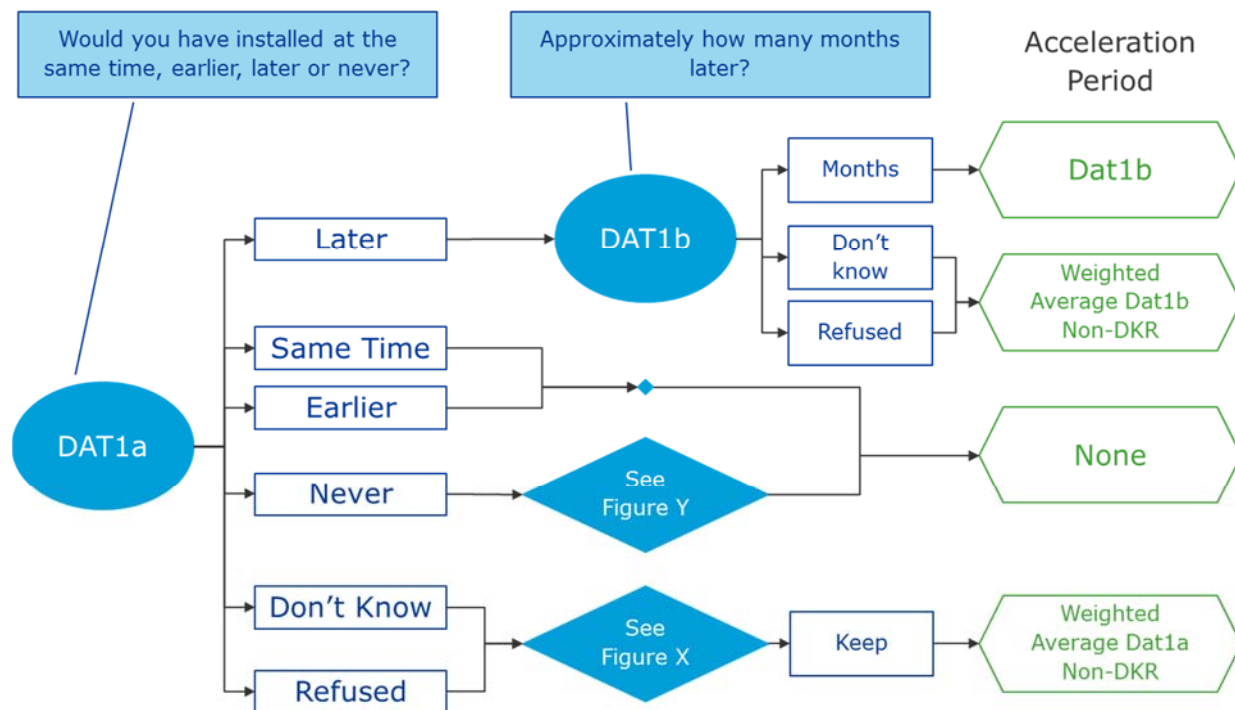 Would you have installed at the
same time, earlier, later or never?
Approximately how many months
later?
Acceleration
Period
Months
Dat1b
Later
DAT1b
Don't
know
Weighted
Average Dat1b
Non-DKR
Refused
Same Time
Earlier
DAT1a
None
Never
See
Figure Y
Don't Know
See
Figure X
Keep
Weighted
Average Dat1a
Non-DKR
Refused